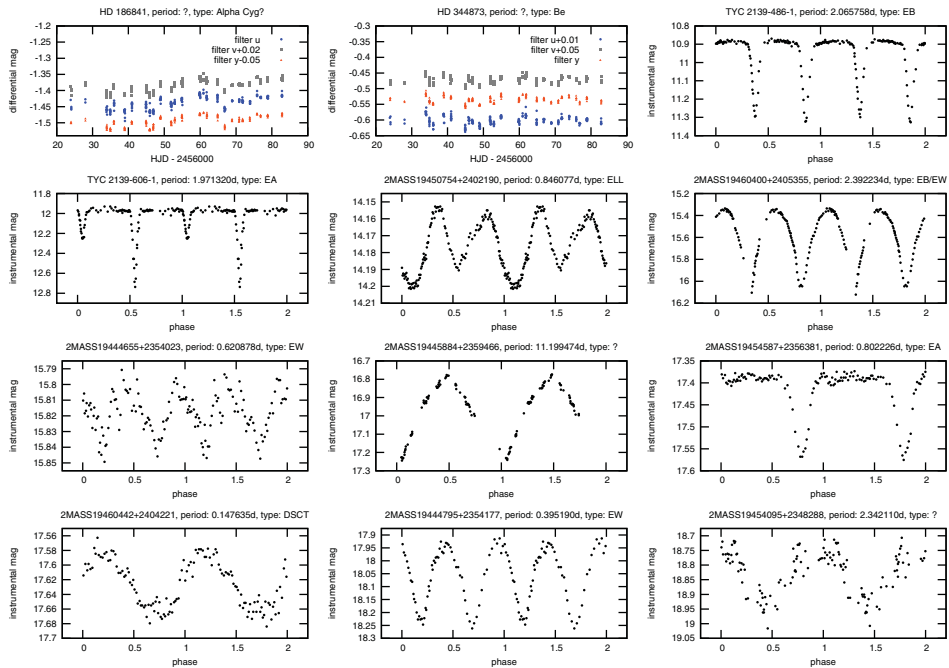 HD 186841, period: ?, type: Alpha Cyg?
differential mag
-1.2
-1.25
-1.3
-1.35
-1.4
-1.45
-1.5
filter u
filter v+0.02
filter y-0.05
20 30 40 50 60 70 80 90
HJD - 2456000
HD 344873, period: ?, type: Be
differential mag
-0.3
-0.35
-0.4
-0.45
-0.5
-0.55
-0.6
-0.65
filter u+0.01
filter v+0.05
filter y
20 30 40 50 60 70 80 90
HJD - 2456000
TYC 2139-486-1, period: 2.065758d, type: EB
instrumental mag
10.8
10.9
11
11.1
11.2
11.3
11.4
0 0.5 1 1.5 2
phase
TYC 2139-606-1, period: 1.971320d, type: EA
instrumental mag
11.8
12
12.2
12.4
12.6
12.8
0 0.5 1 1.5 2
phase
2MASS19450754+2402190, period: 0.846077d, type: ELL
instrumental mag
14.15
14.16
14.17
14.18
14.19
14.2
14.21
0 0.5 1 1.5 2
phase
2MASS19460400+2405355, period: 2.392234d, type: EB/EW
instrumental mag
15.2
15.4
15.6
15.8
16
16.2
0 0.5 1 1.5 2
phase
2MASS19444655+2354023, period: 0.620878d, type: EW
instrumental mag
15.79
15.8
15.81
15.82
15.83
15.84
15.85
0 0.5 1 1.5 2
phase
2MASS19445884+2359466, period: 11.199474d, type: ?
instrumental mag
16.7
16.8
16.9
17
17.1
17.2
17.3
0 0.5 1 1.5 2
phase
2MASS19454587+2356381, period: 0.802226d, type: EA
instrumental mag
17.35
17.4
17.45
17.5
17.55
17.6
0 0.5 1 1.5 2
phase
2MASS19460442+2404221, period: 0.147635d, type: DSCT
instrumental mag
17.56
17.58
17.6
17.62
17.64
17.66
17.68
17.7
0 0.5 1 1.5 2
phase
2MASS19444795+2354177, period: 0.395190d, type: EW
instrumental mag
17.9
17.95
18
18.05
18.1
18.15
18.2
18.25
18.3
0 0.5 1 1.5 2
phase
2MASS19454095+2348288, period: 2.342110d, type: ?
instrumental mag
18.7
18.75
18.8
18.85
18.9
18.95
19
19.05
0 0.5 1 1.5 2
phase